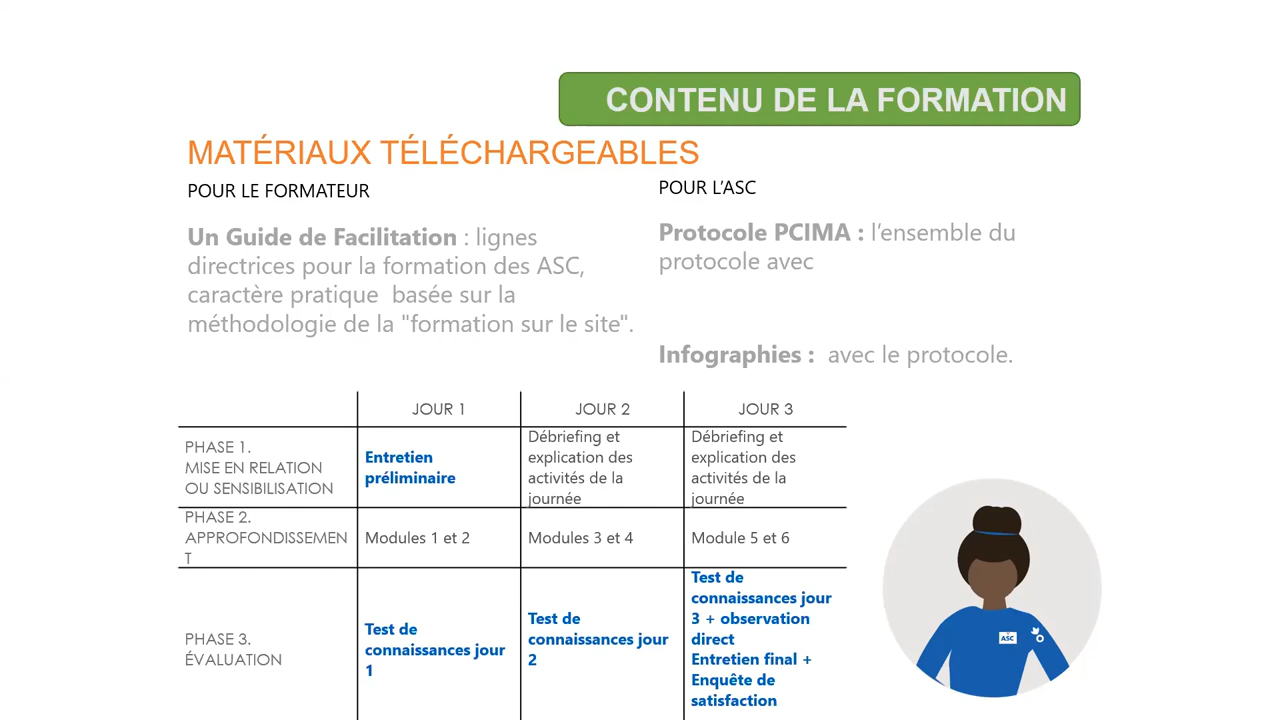 CONTENU DE LA FORMATION
MATÉRIAUX TÉLÉCHARGEABLES
POUR LE FORMATEUR
Un Guide de Facilitation : lignes
directrices pour la formation des ASC,
caractère pratique basée sur la
méthodologie de la "formation sur le site".
POUR L'ASC
Protocole PCIMA : l'ensemble du
protocole avec
Infographies : avec le protocole.
JOUR 1
JOUR 2
JOUR 3
PHASE 1.
MISE EN RELATION
OU SENSIBILISATION
Entretien
préliminaire
Débriefing et
explication des
activités de la
journée
Débriefing et
explication des
activités de la
journée
PHASE 2.
APPROFONDISSEMEN
T
Modules 1 et 2
Modules 3 et 4
Module 5 et 6
PHASE 3.
ÉVALUATION
Test de
connaissances jour
1
Test de
connaissances jour
2
Test de
connaissances jour
3 + observation
direct
Entretien final +
Enquête de
satisfaction
ASC